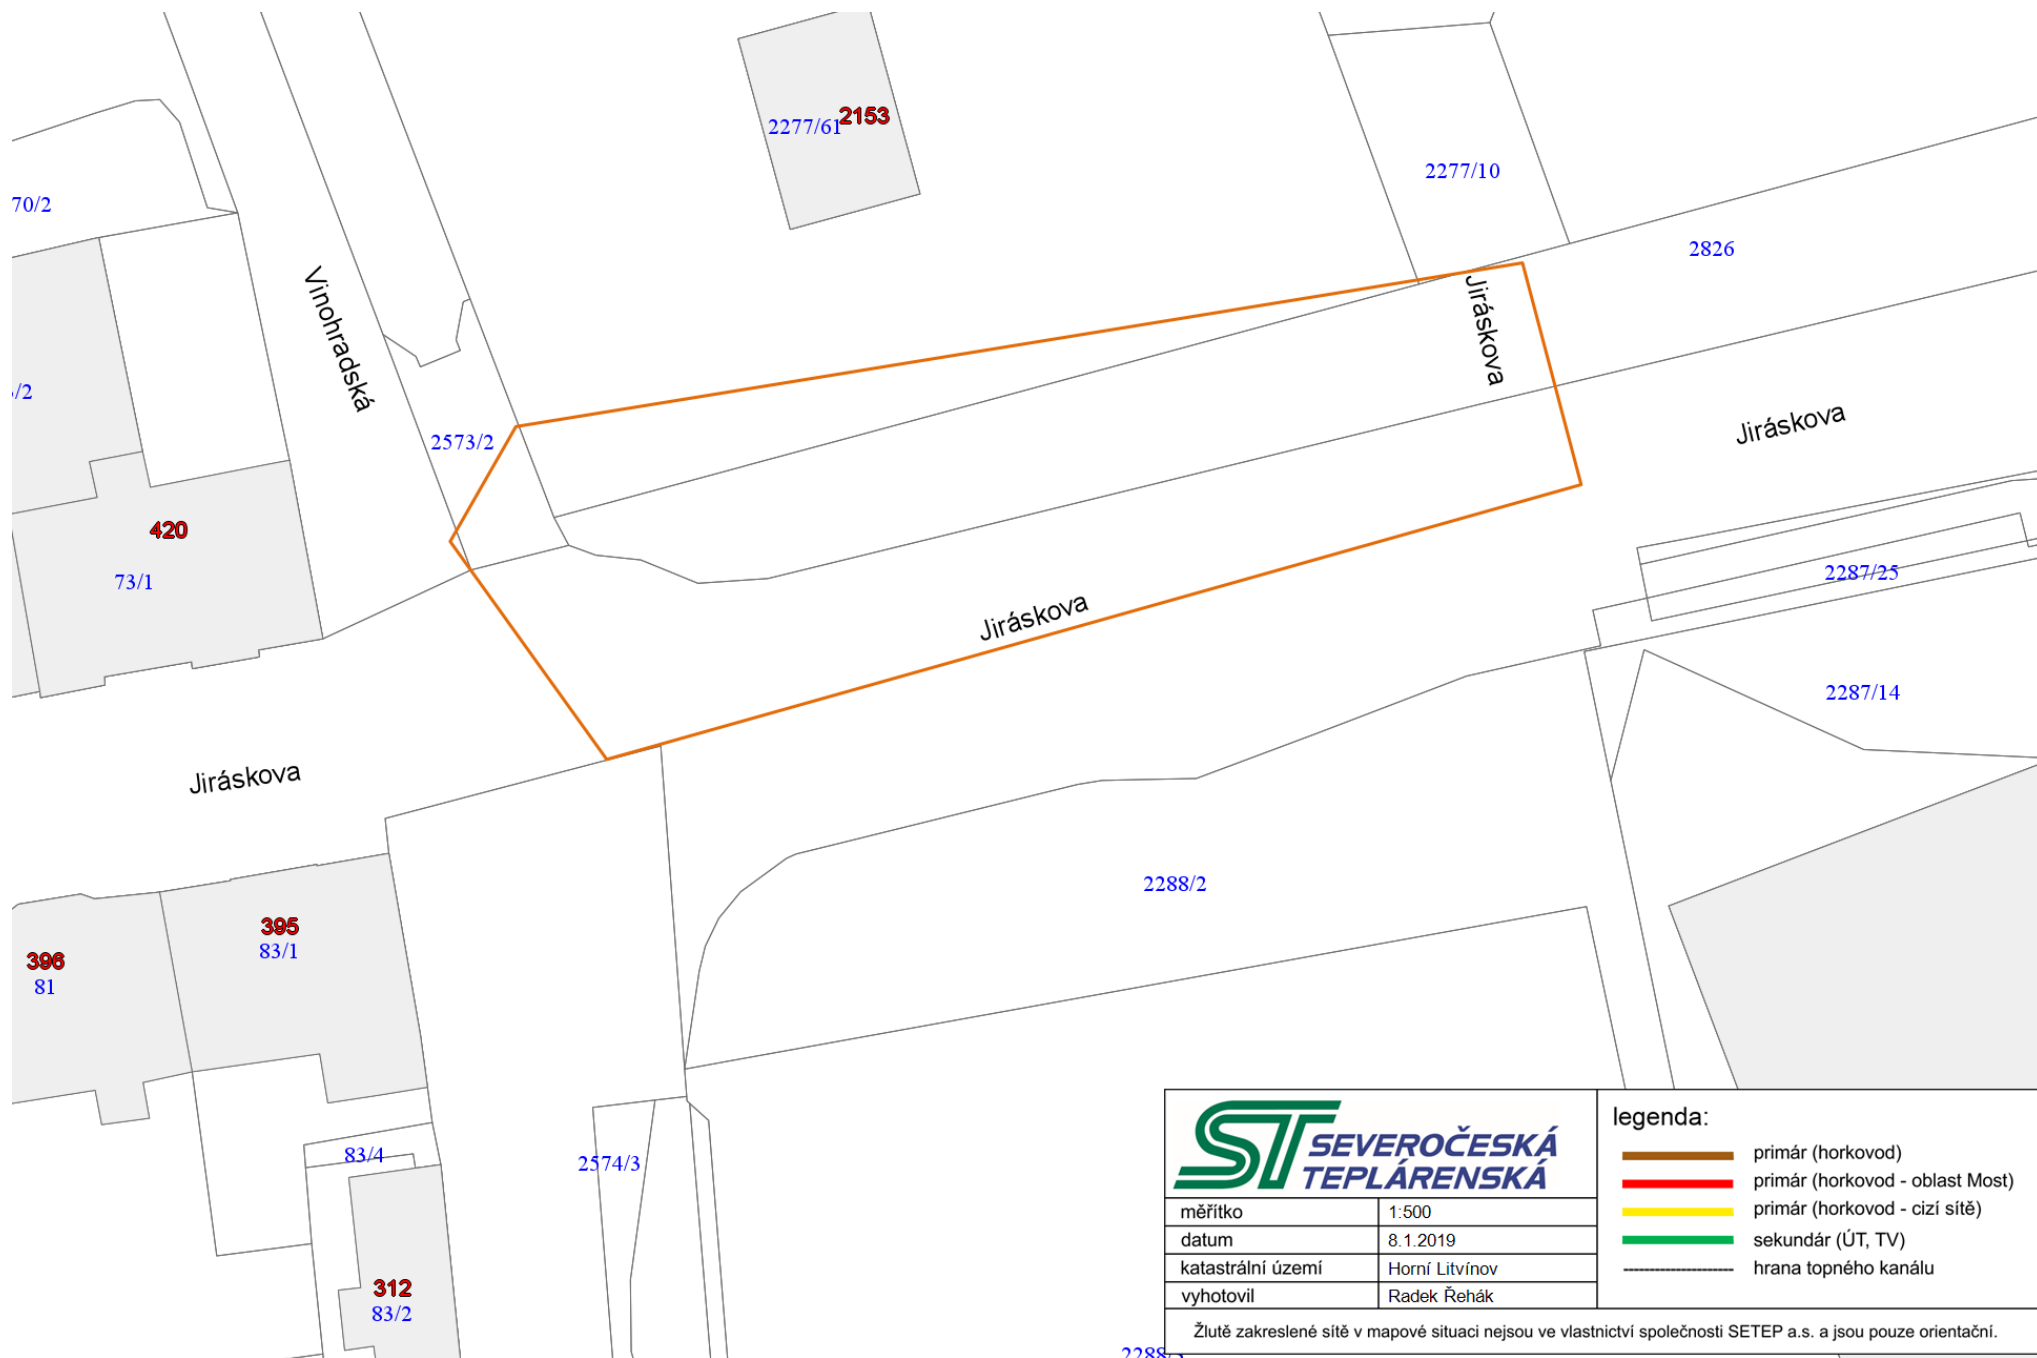 2153
2277/61
2277/10
70/2
2826
Vinohradská
Jiráskova
/2
Jiráskova
2573/2
420
73/1
2287/25
Jiráskova
2287/14
Jiráskova
2288/2
395
83/1
396
81
83/4
2574/3
312
83/2
ST SEVEROČESKÁ
TEPLÁRENSKÁ
měřítko 1:500
datum 8.1.2019
katastrální území Horní Litvínov
vyhotovil Radek Řehák
legenda:
primár (horkovod)
primár (horkovod - oblast Most)
primár (horkovod - cizí sítě)
sekundár (ÚT, TV)
hrana topného kanálu
Žlutě zakreslené sítě v mapové situaci nejsou ve vlastnictví společnosti SETEP a.s. a jsou pouze orientační.